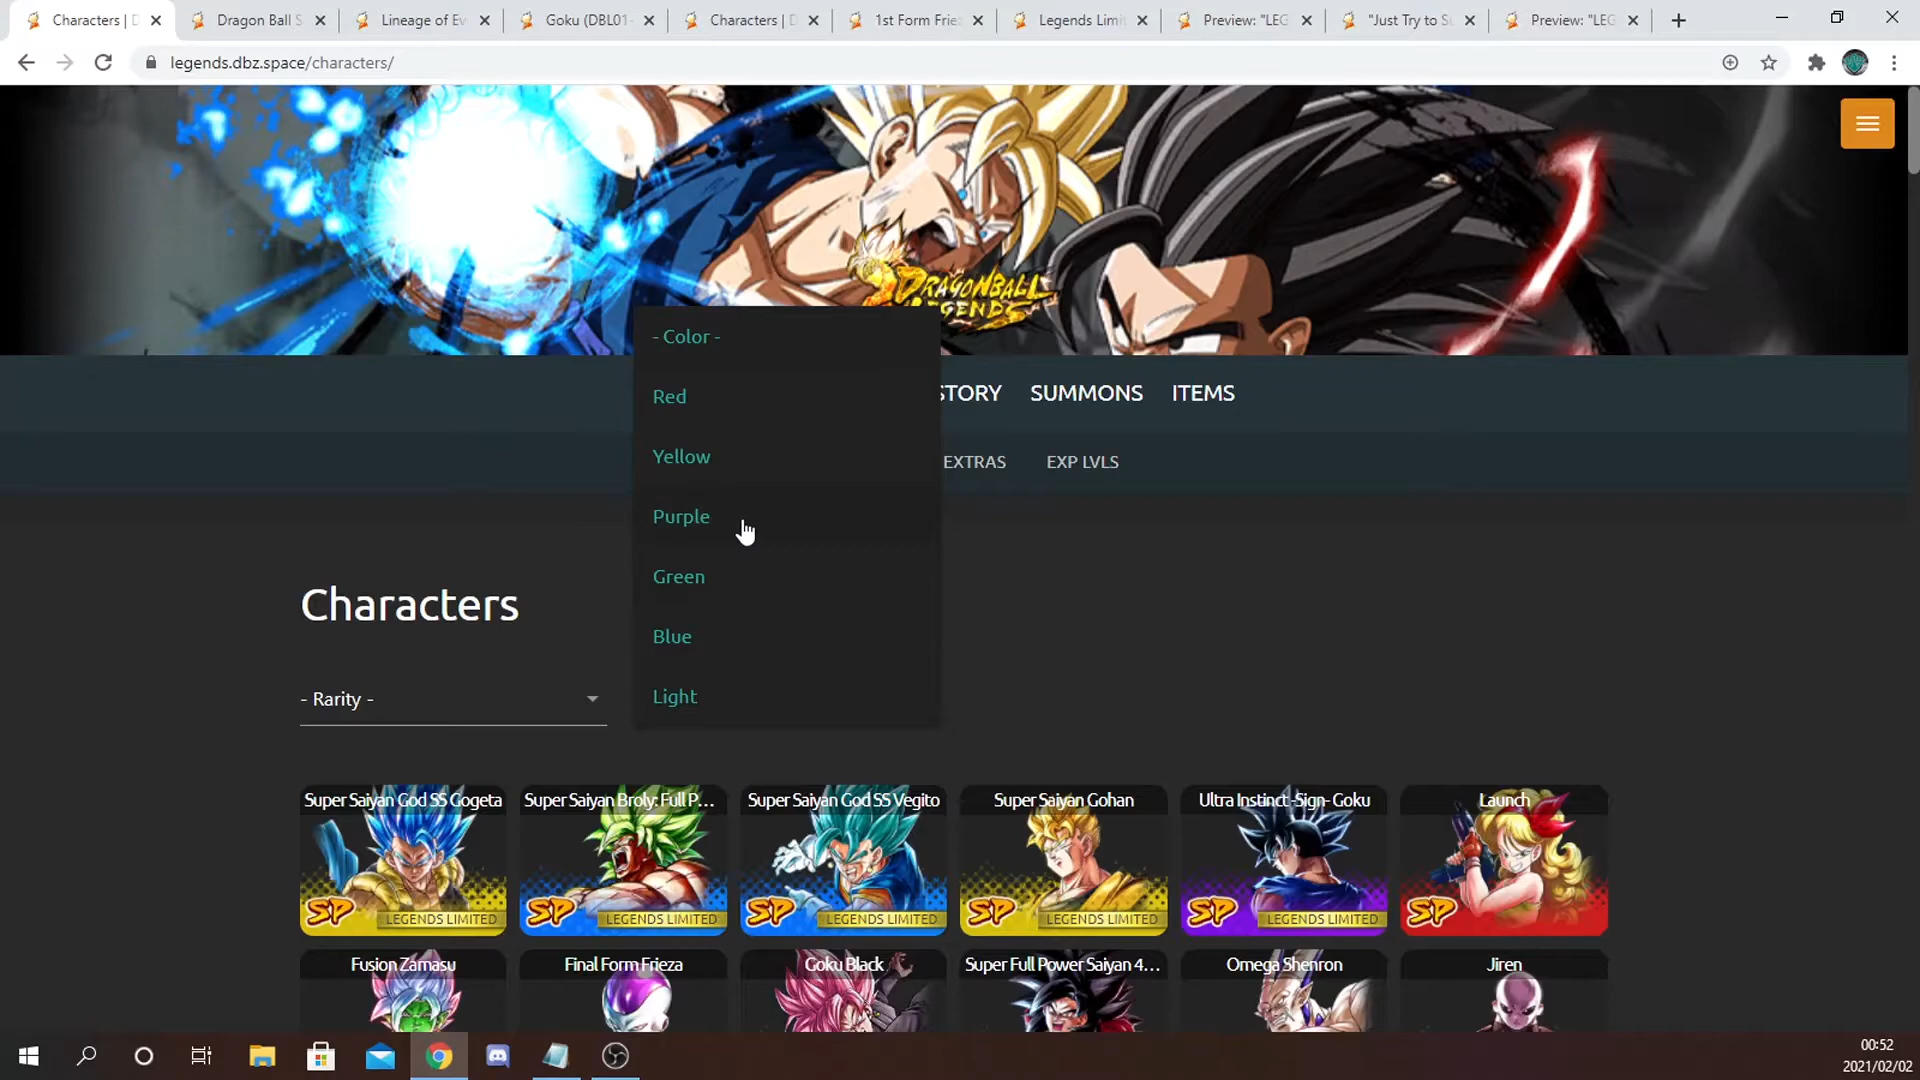 Characters | D
Dragon Ball S
Lineage of Ev
Goku (DBL01-
Characters | D
1st Form Frie
Legends Limi
Preview: "LEG
"Just Try to S
Preview: "LEG
legends.dbz.space/characters/
DRAGONBALL
LEGENDS
- Color -
Red
Yellow
Purple
Green
Blue
Light
STORY SUMMONS ITEMS
EXTRAS EXP LVLS
Characters
- Rarity -
Super Saiyan God SS Gogeta
Super Saiyan Broly: Full P...
Super Saiyan God SS Vegito
Super Saiyan Gohan
Ultra Instinct -Sign- Goku
Launch
SP LEGENDS LIMITED
SP LEGENDS LIMITED
SP LEGENDS LIMITED
SP LEGENDS LIMITED
SP LEGENDS LIMITED
SP
Fusion Zamasu
Final Form Frieza
Goku Black
Super Full Power Saiyan 4...
Omega Shenron
Jiren
00:52
2021/02/02